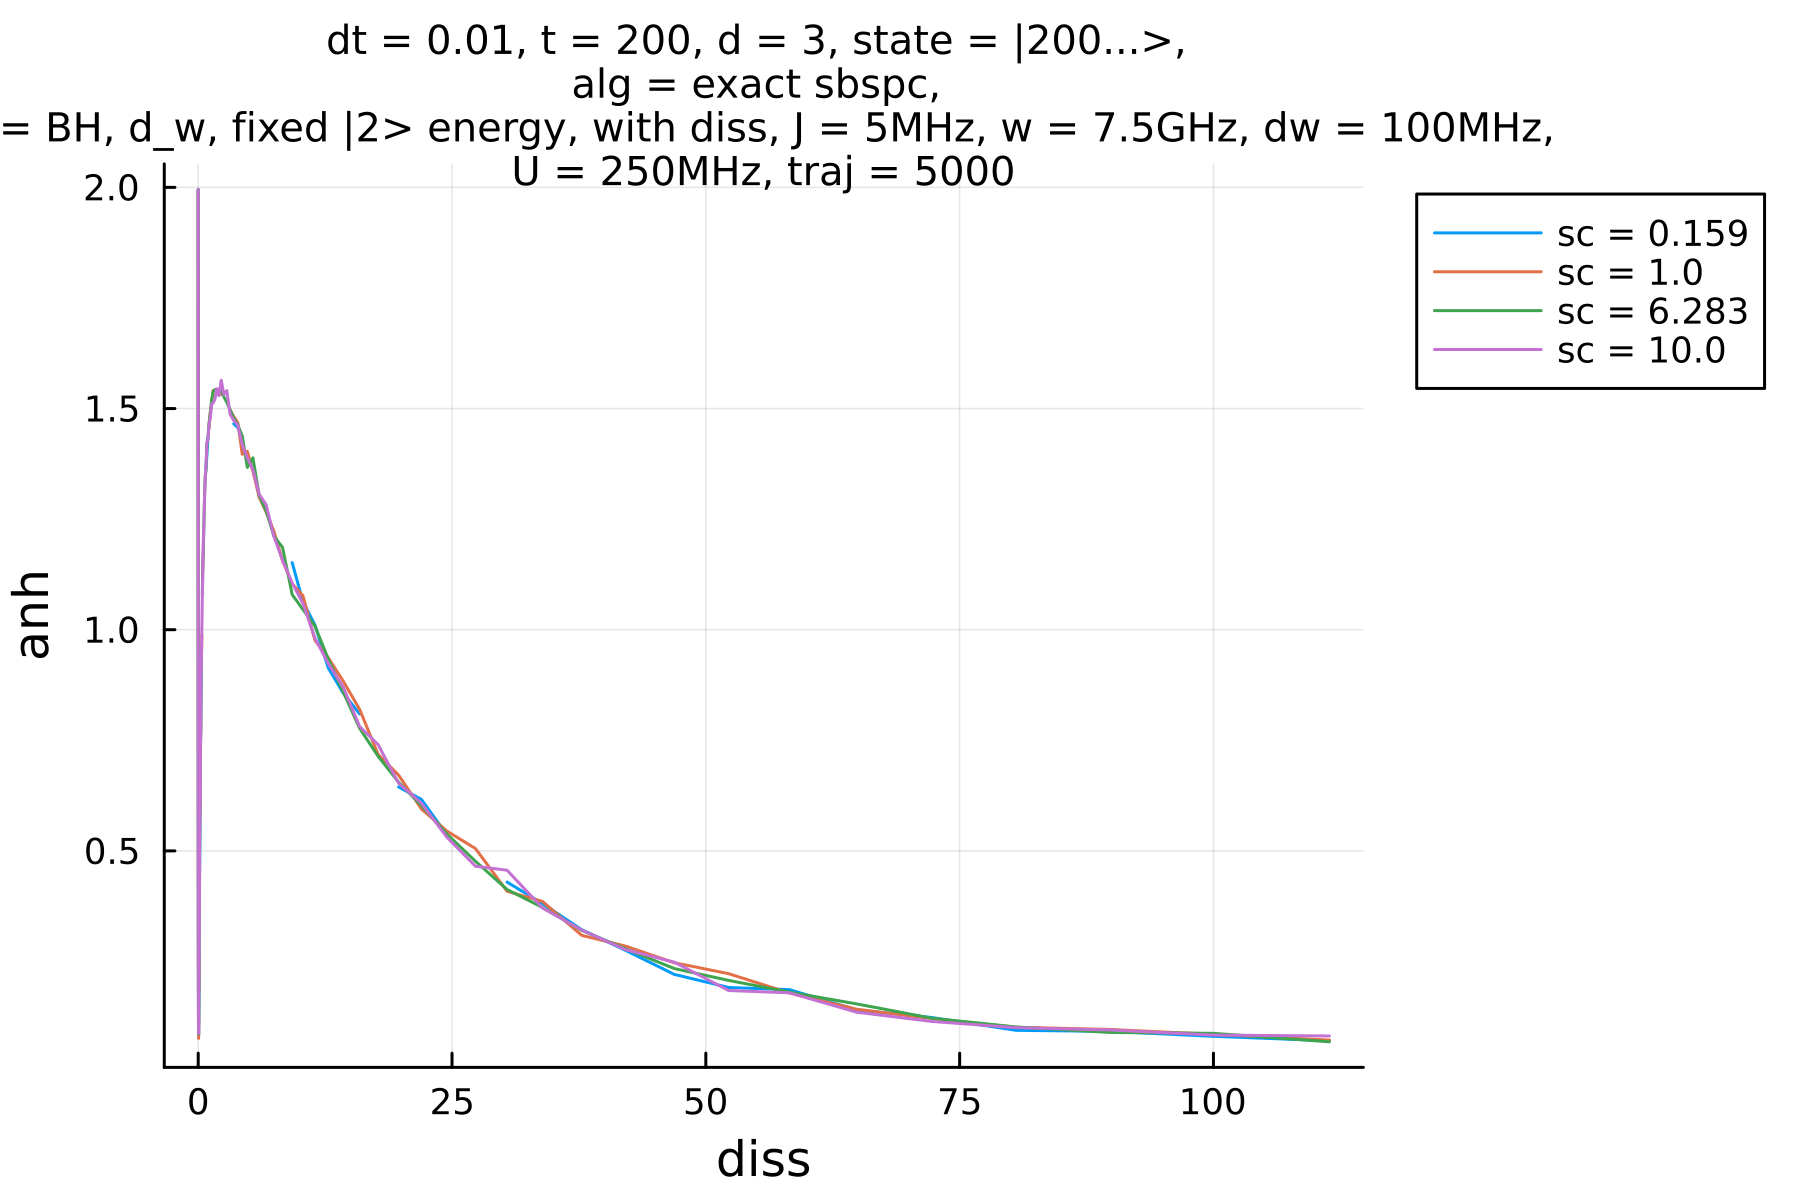 dt = 0.01, t = 200, d = 3, state = |200...>,
alg = exact sbspc,
= BH, d_w, fixed |2> energy, with diss, J = 5MHz, w = 7.5GHz, dw = 100MHz,
U = 250MHz, traj = 5000
2.0
1.5
1.0
0.5
anh
0
25
50
75
100
diss
sc = 0.159
sc = 1.0
sc = 6.283
sc = 10.0